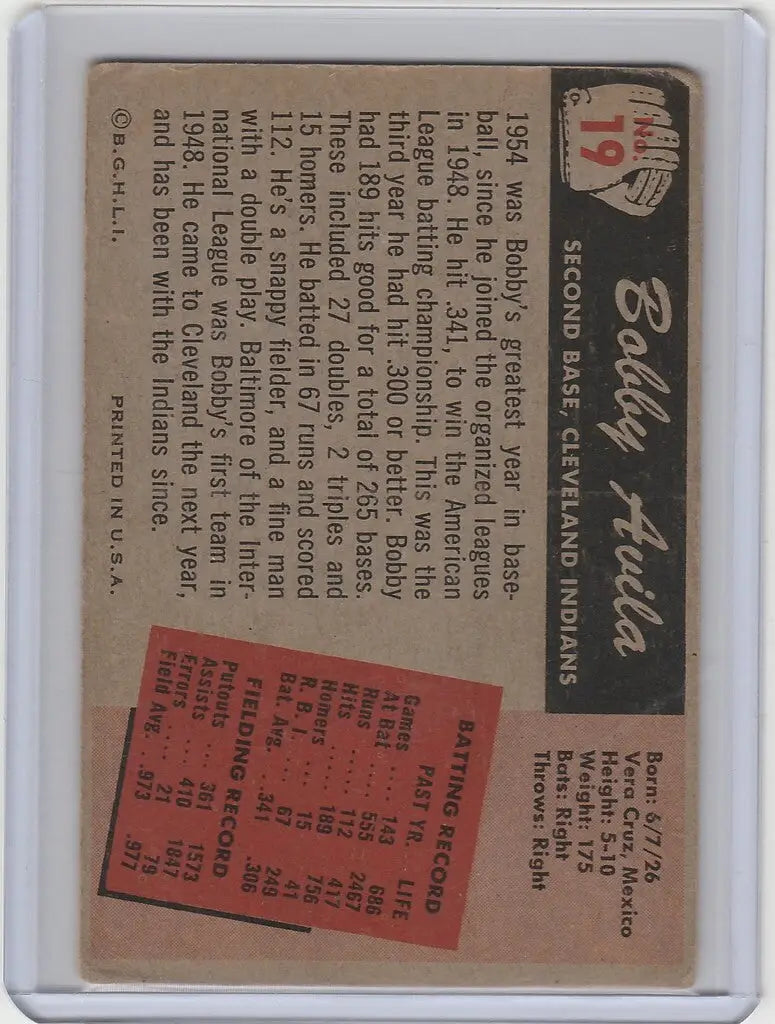 No.
19
Bobby Avila
SECOND BASE, CLEVELAND INDIANS
Born: 6/7/26
Vera Cruz, Mexico
Height: 5-10
Weight: 175
Bats: Right
Throws: Right
1954 was Bobby's greatest year in base-
ball, since he joined the organized leagues
in 1948. He hit .341, to win the American
League batting championship. This was the
third year he had hit .300 or better. Bobby
had 189 hits good for a total of 265 bases.
These included 27 doubles, 2 triples and
15 homers. He batted in 67 runs and scored
112. He's a snappy fielder, and a fine man
with a double play. Baltimore of the Inter-
national League was Bobby's first team in
1948. He came to Cleveland the next year,
and has been with the Indians since.
BATTING RECORD
PAST YR. LIFE
Games .... 143 686
At Bat .... 555 2467
Runs ..... 112 417
Hits ..... 189 756
Homers ... 15 41
R. B. I. ... 67 249
Bat. Avg. .. .341 .306
FIELDING RECORD
Putouts ... 361 1573
Assists ... 410 1847
Errors .... 21 79
Field Avg. .. .973 .977
©B.G.H.L.I. PRINTED IN U.S.A.